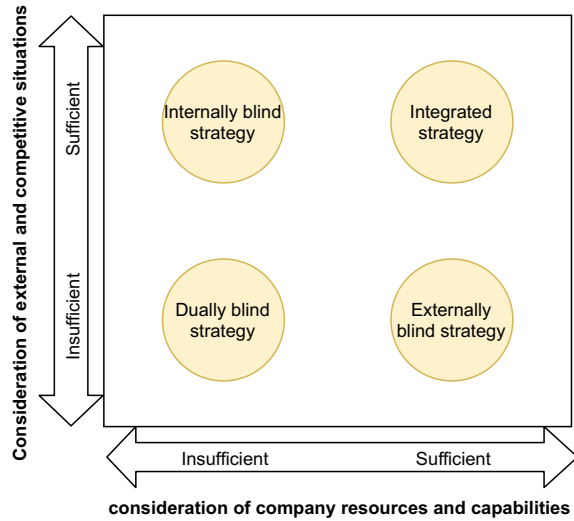 Consideration of external and competitive situations
Sufficient
Insufficient
Internally blind
strategy
Integrated
strategy
Dually blind
strategy
Externally
blind strategy
Insufficient
Sufficient
consideration of company resources and capabilities